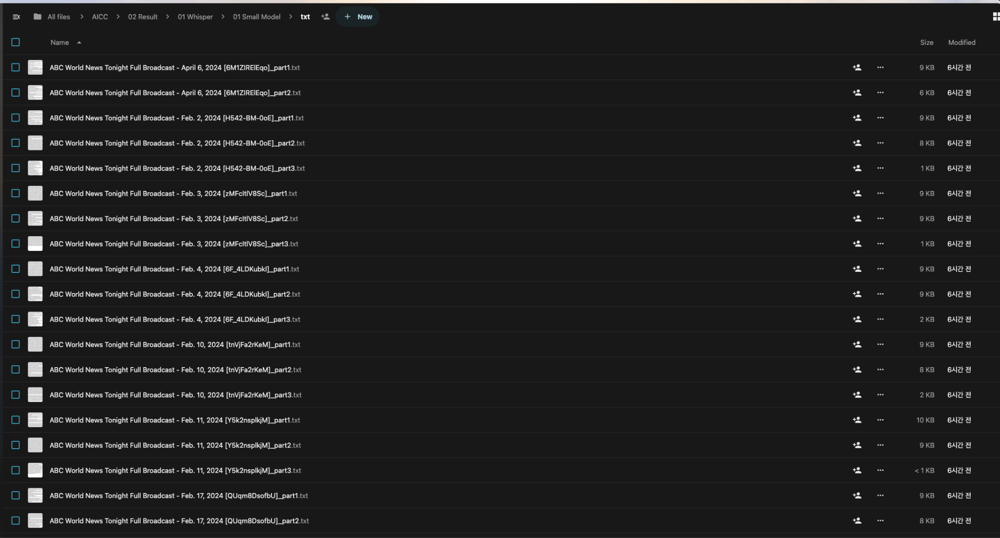 All files > AICC > 02 Result > 01 Whisper > 01 Small Model > txt + New
Name Size Modified
ABC World News Tonight Full Broadcast - April 6, 2024 [6M1ZIREIEqo]_part1.txt 9 KB 6시간 전
ABC World News Tonight Full Broadcast - April 6, 2024 [6M1ZIREIEqo]_part2.txt 6 KB 6시간 전
ABC World News Tonight Full Broadcast - Feb. 2, 2024 [H542-BM-0oE]_part1.txt 9 KB 6시간 전
ABC World News Tonight Full Broadcast - Feb. 2, 2024 [H542-BM-0oE]_part2.txt 8 KB 6시간 전
ABC World News Tonight Full Broadcast - Feb. 2, 2024 [H542-BM-0oE]_part3.txt 1 KB 6시간 전
ABC World News Tonight Full Broadcast - Feb. 3, 2024 [zMFcItlV8Sc]_part1.txt 9 KB 6시간 전
ABC World News Tonight Full Broadcast - Feb. 3, 2024 [zMFcItlV8Sc]_part2.txt 9 KB 6시간 전
ABC World News Tonight Full Broadcast - Feb. 3, 2024 [zMFcItlV8Sc]_part3.txt 1 KB 6시간 전
ABC World News Tonight Full Broadcast - Feb. 4, 2024 [6F_4LDKubkI]_part1.txt 9 KB 6시간 전
ABC World News Tonight Full Broadcast - Feb. 4, 2024 [6F_4LDKubkI]_part2.txt 9 KB 6시간 전
ABC World News Tonight Full Broadcast - Feb. 4, 2024 [6F_4LDKubkI]_part3.txt 2 KB 6시간 전
ABC World News Tonight Full Broadcast - Feb. 10, 2024 [tnVjFa2rKeM]_part1.txt 9 KB 6시간 전
ABC World News Tonight Full Broadcast - Feb. 10, 2024 [tnVjFa2rKeM]_part2.txt 8 KB 6시간 전
ABC World News Tonight Full Broadcast - Feb. 10, 2024 [tnVjFa2rKeM]_part3.txt 2 KB 6시간 전
ABC World News Tonight Full Broadcast - Feb. 11, 2024 [Y5k2nsplkjM]_part1.txt 10 KB 6시간 전
ABC World News Tonight Full Broadcast - Feb. 11, 2024 [Y5k2nsplkjM]_part2.txt 9 KB 6시간 전
ABC World News Tonight Full Broadcast - Feb. 11, 2024 [Y5k2nsplkjM]_part3.txt < 1 KB 6시간 전
ABC World News Tonight Full Broadcast - Feb. 17, 2024 [QUqm8DsofbU]_part1.txt 9 KB 6시간 전
ABC World News Tonight Full Broadcast - Feb. 17, 2024 [QUqm8DsofbU]_part2.txt 8 KB 6시간 전